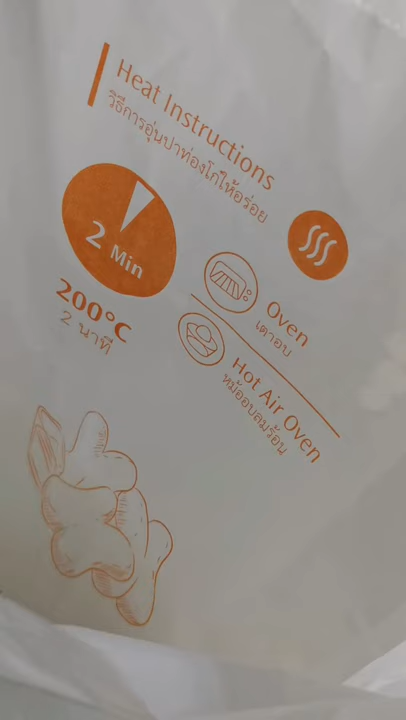 Heat Instructions
วิธีการอุ่นปาท่องโก๋ให้อร่อย
2 Min
200°C
2 นาที
Oven
เตาอบ
Hot Air Oven
หม้ออบลมร้อน